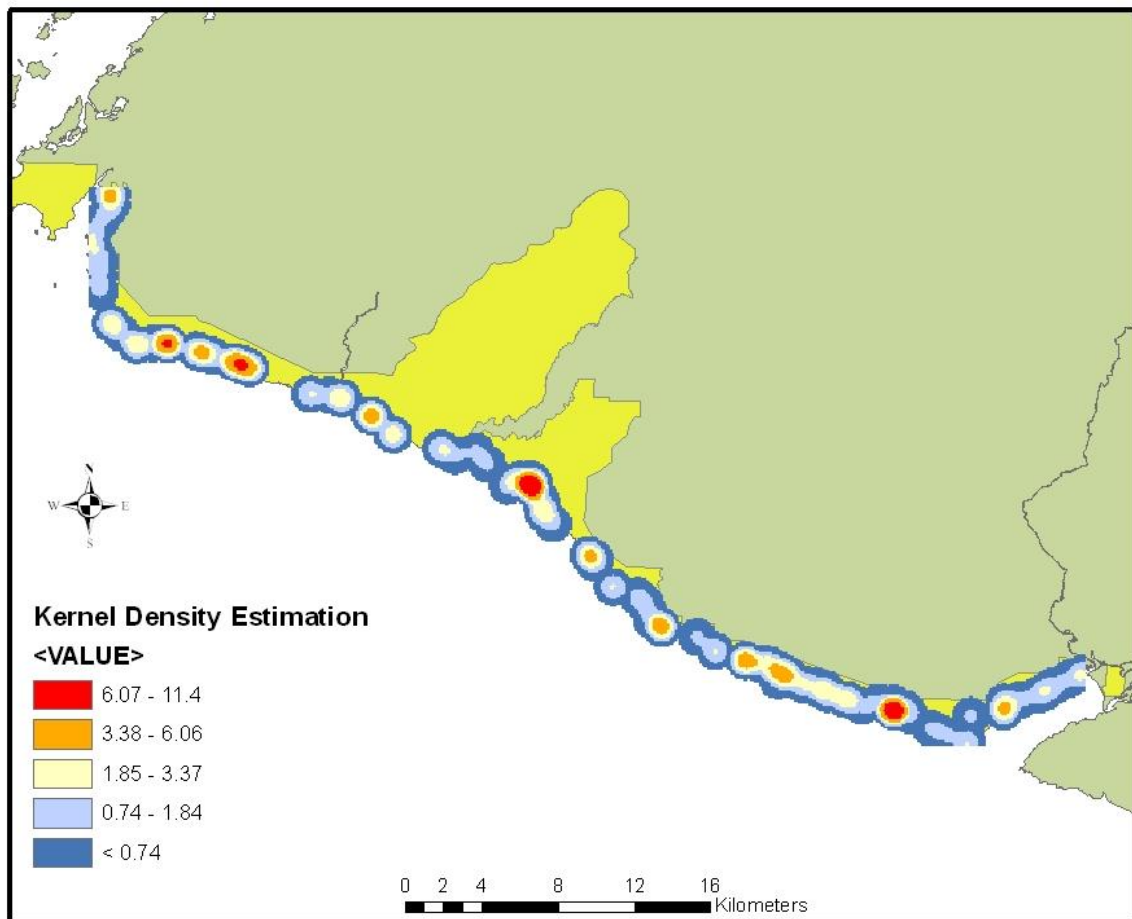 N
W E
S
Kernel Density Estimation
<VALUE>
6.07 - 11.4
3.38 - 6.06
1.85 - 3.37
0.74 - 1.84
< 0.74
0 2 4 8 12 16
Kilometers